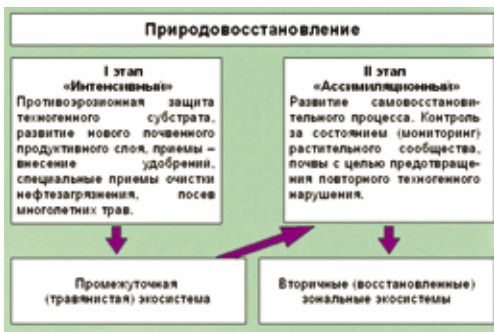 Природовосстановление
I этап
«Интенсивный»
Противоэрозионная защита
техногенного субстрата,
развитие нового почвенного
продуктивного слоя, приемы –
внесение удобрений,
специальные приемы очистки
нефтезагрязнения, посев
многолетних трав.
II этап
«Ассимиляционный»
Развитие самовосстанови-
тельного процесса. Контроль
за состоянием (мониторинг)
растительного сообщества,
почвы с целью предотвраще-
ния повторного техногенного
нарушения.
Промежуточная
(травянистая) экосистема
Вторичные (восстановленные)
зональные экосистемы